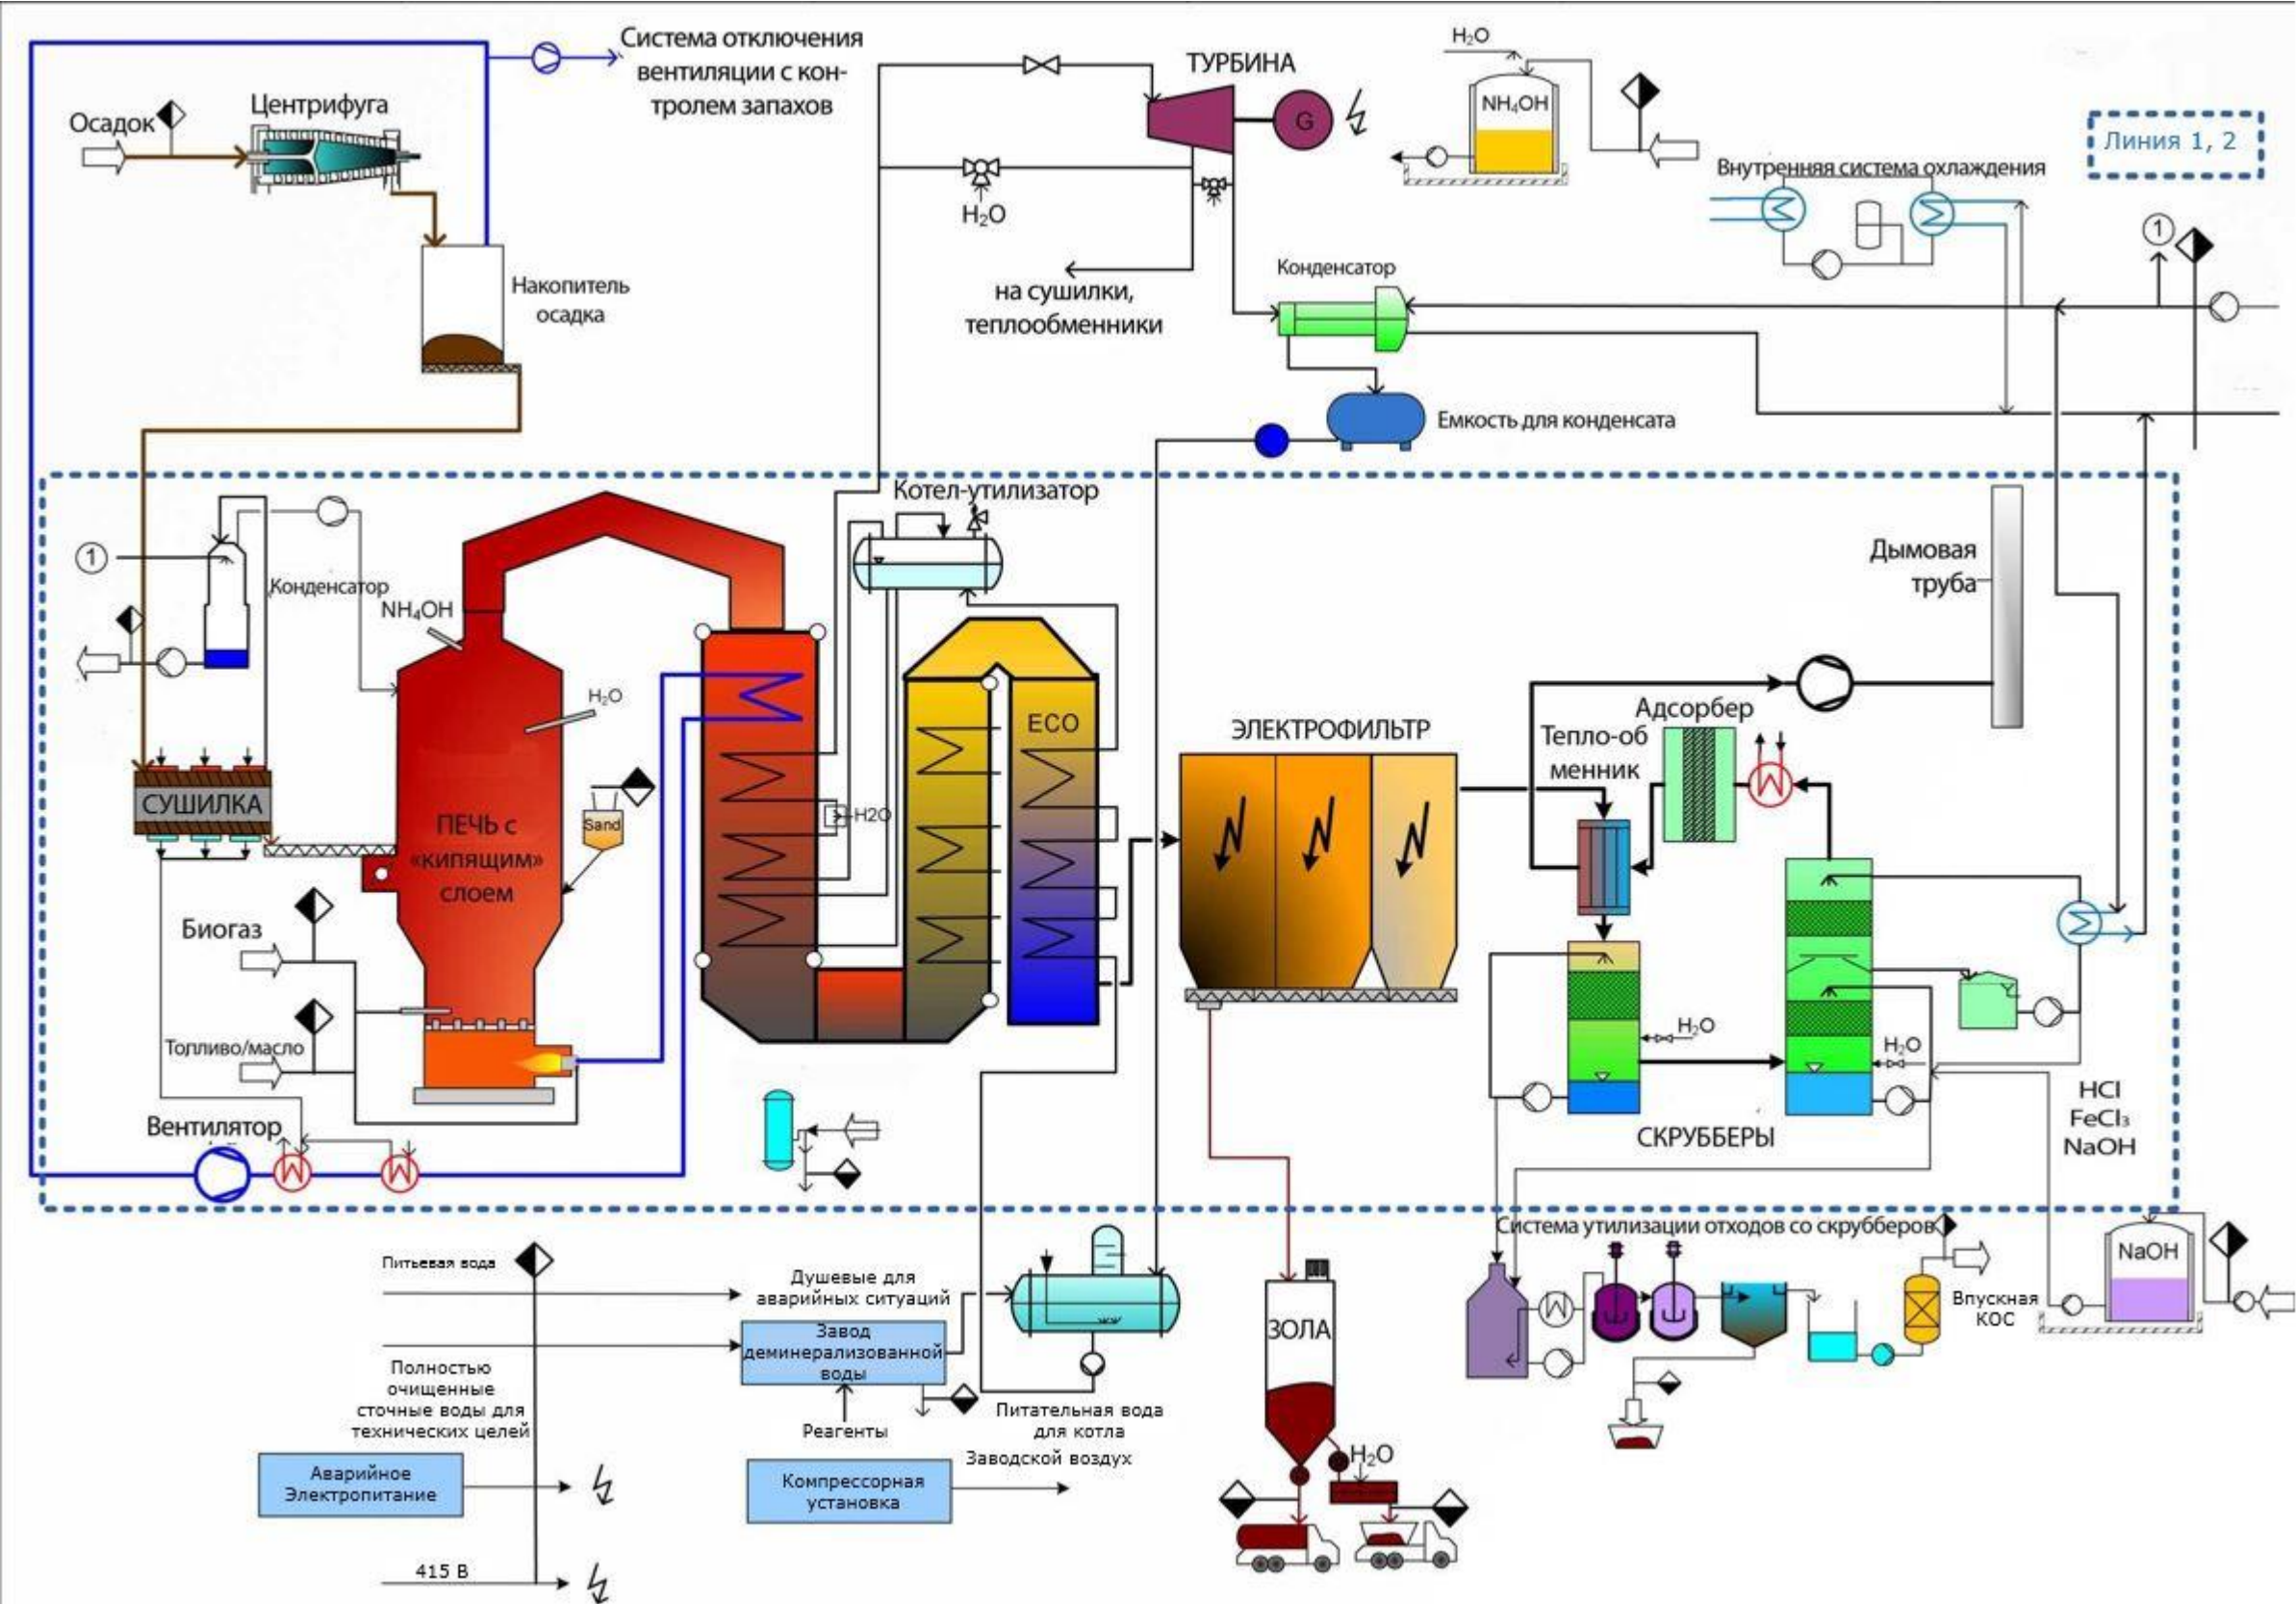 Система отключения
вентиляции с кон-
тролем запахов
ТУРБИНА
G
H₂O
NH₄OH
Линия 1, 2
Осадок
Центрифуга
Внутренняя система охлаждения
H₂O
1
Накопитель
осадка
на сушилки,
теплообменники
Конденсатор
Емкость для конденсата
Котел-утилизатор
1
Конденсатор
NH₄OH
H₂O
Дымовая
труба
ECO
ЭЛЕКТРОФИЛЬТР
Адсорбер
Тепло-об
менник
СУШИЛКА
ПЕЧЬ с
«кипящим»
слоем
Sand
H2O
Биогаз
Топливо/масло
H₂O
H₂O
Вентилятор
СКРУББЕРЫ
HCl
FeCl₃
NaOH
Система утилизации отходов со скрубберов
NaOH
Впускная
КОС
Питьевая вода
Душевые для
аварийных ситуаций
Завод
деминерализованной
воды
Полностью
очищенные
сточные воды для
технических целей
Реагенты
Питательная вода
для котла
Заводской воздух
ЗОЛА
H₂O
Аварийное
Электропитание
Компрессорная
установка
415 В